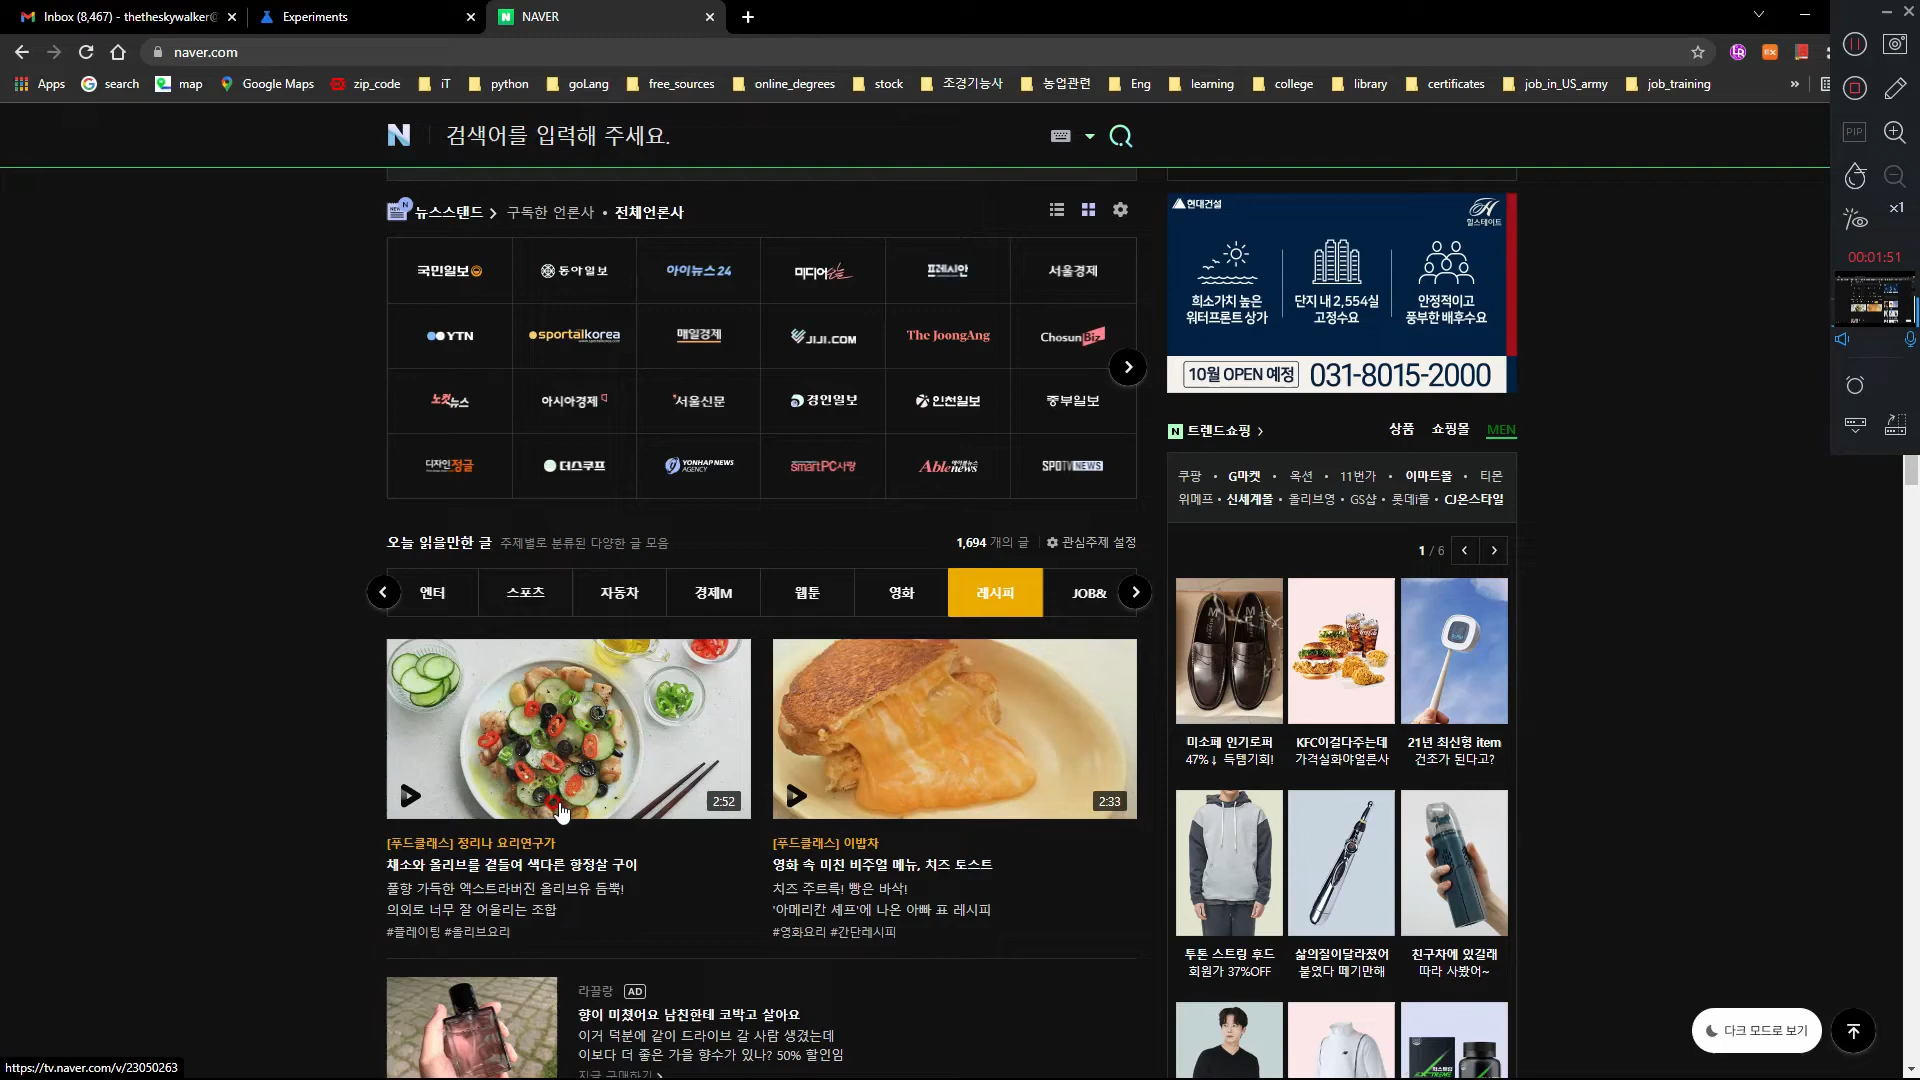 Inbox (8,467) - thetheskywalker@
Experiments
NAVER
naver.com
Apps
search
map
Google Maps
zip_code
iT
python
goLang
free_sources
online_degrees
stock
조경기능사
농업관련
Eng
learning
college
library
certificates
job_in_US_army
job_training
PIP
x1
00:01:51
N 검색어를 입력해 주세요.
뉴스스탠드 > 구독한 언론사 • 전체언론사
국민일보 동아일보 아이뉴스24 미디어오늘 프레시안 서울경제
YTN sportalkorea 매일경제 JIJI.COM The JoongAng ChosunBiz
노컷뉴스 아시아경제 서울신문 경인일보 인천일보 중부일보
디자인정글 더스쿠프 YONHAP NEWS AGENCY smartPC사랑 Ablenews SPOTV NEWS
현대건설
힐스테이트
희소가치 높은
워터프론트 상가
단지 내 2,554실
고정수요
안정적이고
풍부한 배후수요
10월 OPEN 예정 031-8015-2000
오늘 읽을만한 글 주제별로 분류된 다양한 글 모음
1,694 개의 글 관심주제 설정
엔터 스포츠 자동차 경제M 웹툰 영화 레시피 JOB&
2:52
[푸드클래스] 정리나 요리연구가
채소와 올리브를 곁들여 색다른 항정살 구이
풀향 가득한 엑스트라버진 올리브유 듬뿍!
의외로 너무 잘 어울리는 조합
#플레이팅 #올리브요리
2:33
[푸드클래스] 이밥차
영화 속 미친 비주얼 메뉴, 치즈 토스트
치즈 주르륵! 빵은 바삭!
'아메리칸 셰프'에 나온 아빠 표 레시피
#영화요리 #간단레시피
라끌랑 AD
향이 미쳤어요 남친한테 코박고 살아요
이거 덕분에 같이 드라이브 갈 사람 생겼는데
이보다 더 좋은 가을 향수가 있나? 50% 할인임
지금 구매하기 >
N 트렌드쇼핑 >
상품 쇼핑몰 MEN
쿠팡 • G마켓 • 옥션 • 11번가 • 이마트몰 • 티몬
위메프 • 신세계몰 • 올리브영 • GS샵 • 롯데i몰 • CJ온스타일
1 / 6
미소페 인기로퍼
47%↓ 득템기회!
KFC이걸다주는데
가격실화야얼른사
21년 최신형 item
건조가 된다고?
투톤 스트링 후드
회원가 37%OFF
삶의질이달라졌어
붙였다 떼기만해
친구차에 있길래
따라 사봤어~
다크 모드로 보기
https://tv.naver.com/v/23050263